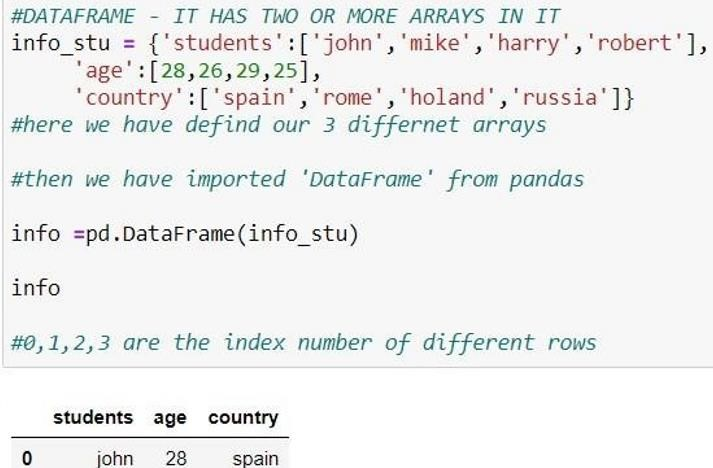 #DATAFRAME - IT HAS TWO OR MORE ARRAYS IN IT
info_stu = {'students':['john','mike','harry','robert'],
'age':[28,26,29,25],
'country':['spain','rome','holand','russia']}
#here we have defind our 3 differnet arrays
#then we have imported 'DataFrame' from pandas
info =pd.DataFrame(info_stu)
info
#0,1,2,3 are the index number of different rows
students age country
0 john 28 spain